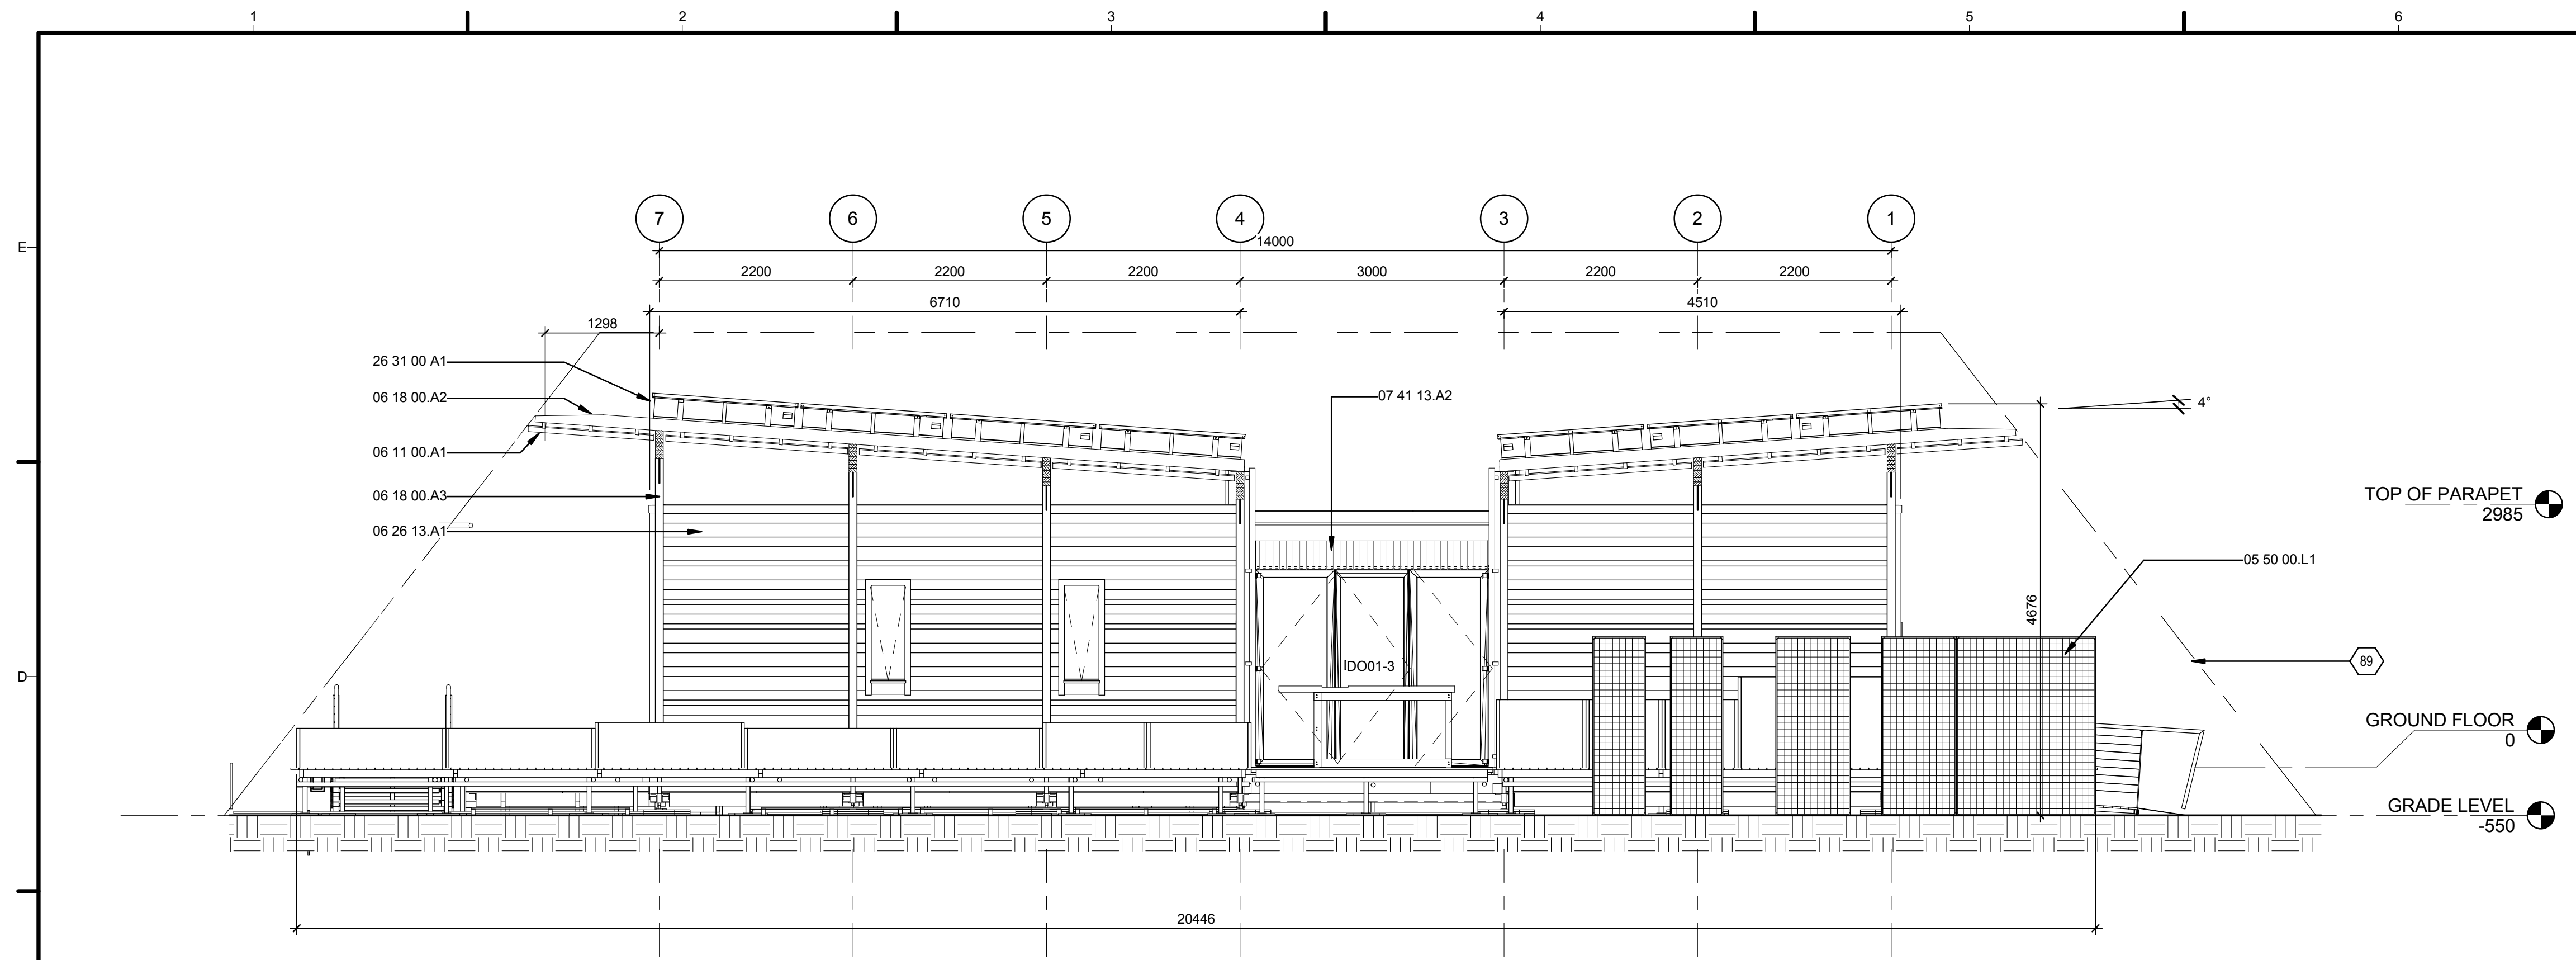 1 2 3 4 5 6
7 6 5 4 3 2 1
E
14000
2200 2200 2200 3000 2200 2200
6710 4510
1298
26 31 00 A1
06 18 00.A2
07 41 13.A2
4°
06 11 00.A1
06 18 00.A3
TOP OF PARAPET
2985
06 26 13.A1
05 50 00.L1
4676
IDO01-3
89
D
GROUND FLOOR
0
GRADE LEVEL
-550
20446